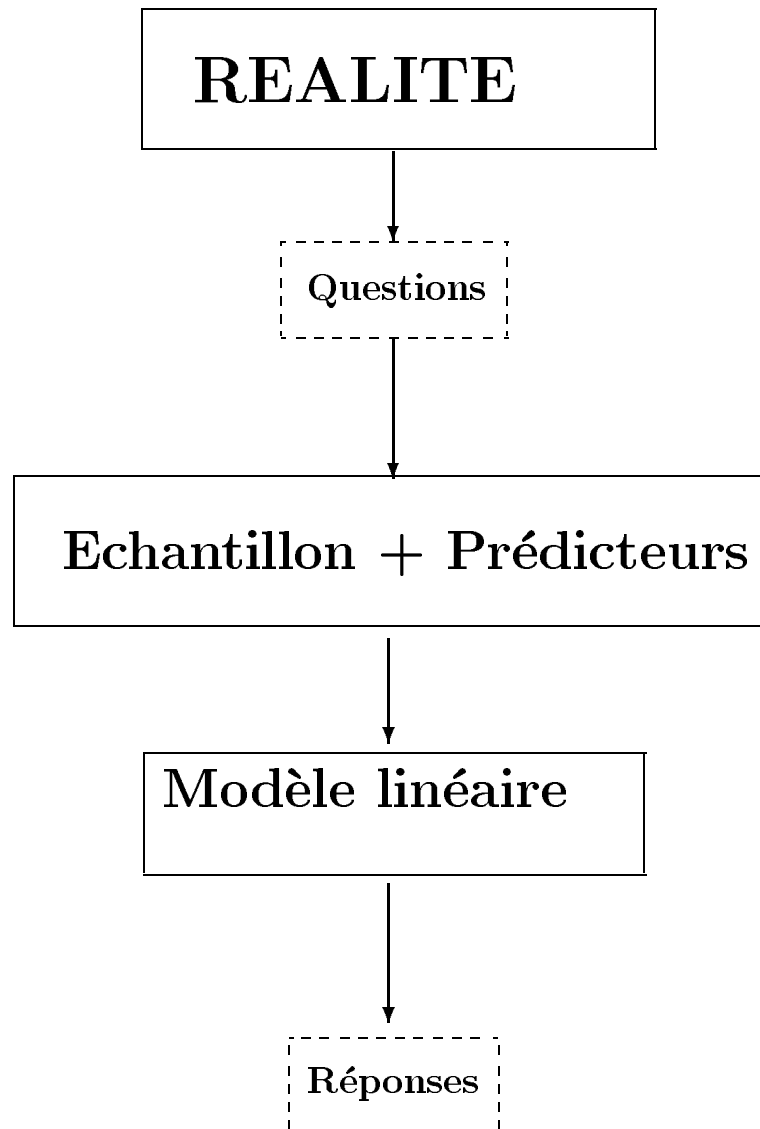 REALITE
Questions
Echantillon + Prédicteurs
Modèle linéaire
Réponses